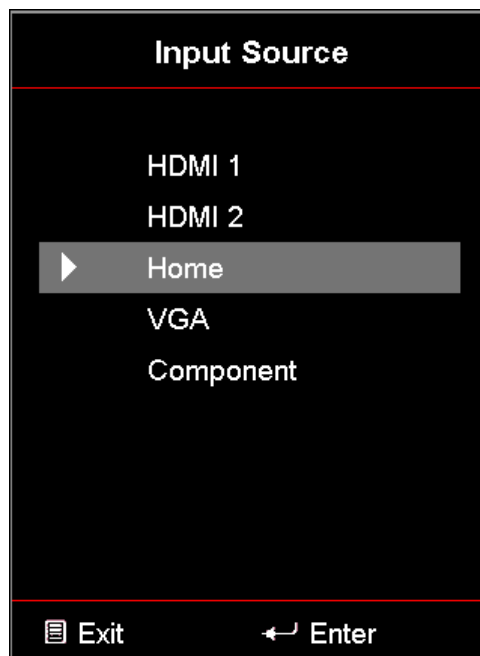 Input Source
HDMI 1
HDMI 2
Home
VGA
Component
Exit Enter